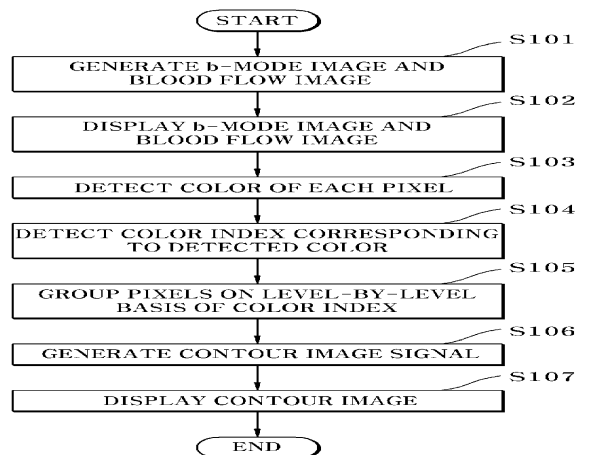 START
S101
GENERATE b-MODE IMAGE AND
BLOOD FLOW IMAGE
S102
DISPLAY b-MODE IMAGE AND
BLOOD FLOW IMAGE
S103
DETECT COLOR OF EACH PIXEL
S104
DETECT COLOR INDEX CORRESPONDING
TO DETECTED COLOR
S105
GROUP PIXELS ON LEVEL-BY-LEVEL
BASIS OF COLOR INDEX
S106
GENERATE CONTOUR IMAGE SIGNAL
S107
DISPLAY CONTOUR IMAGE
END